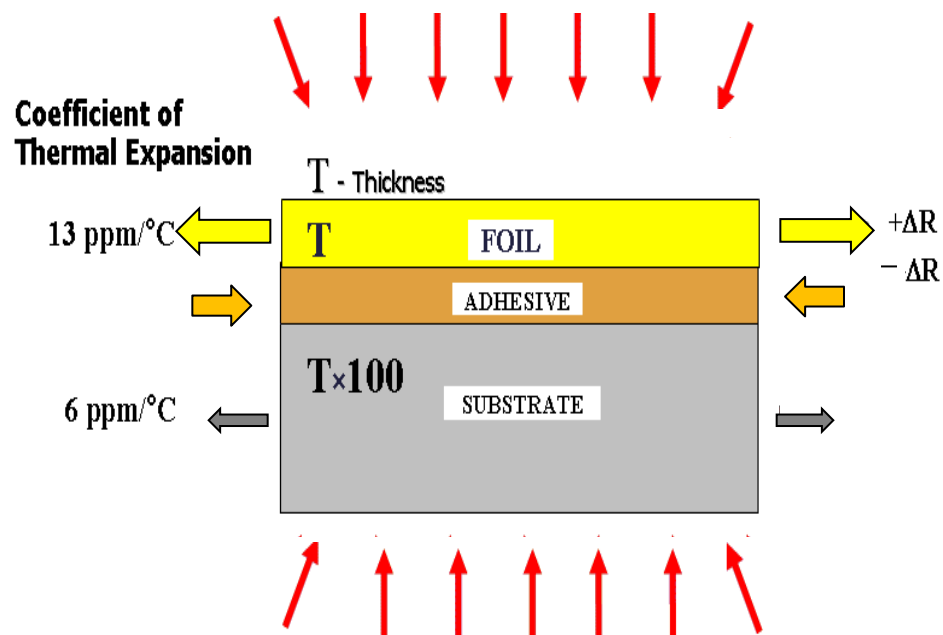 Coefficient of
Thermal Expansion
T - Thickness
13 ppm/°C
T
FOIL
+ΔR
− ΔR
ADHESIVE
T×100
6 ppm/°C
SUBSTRATE